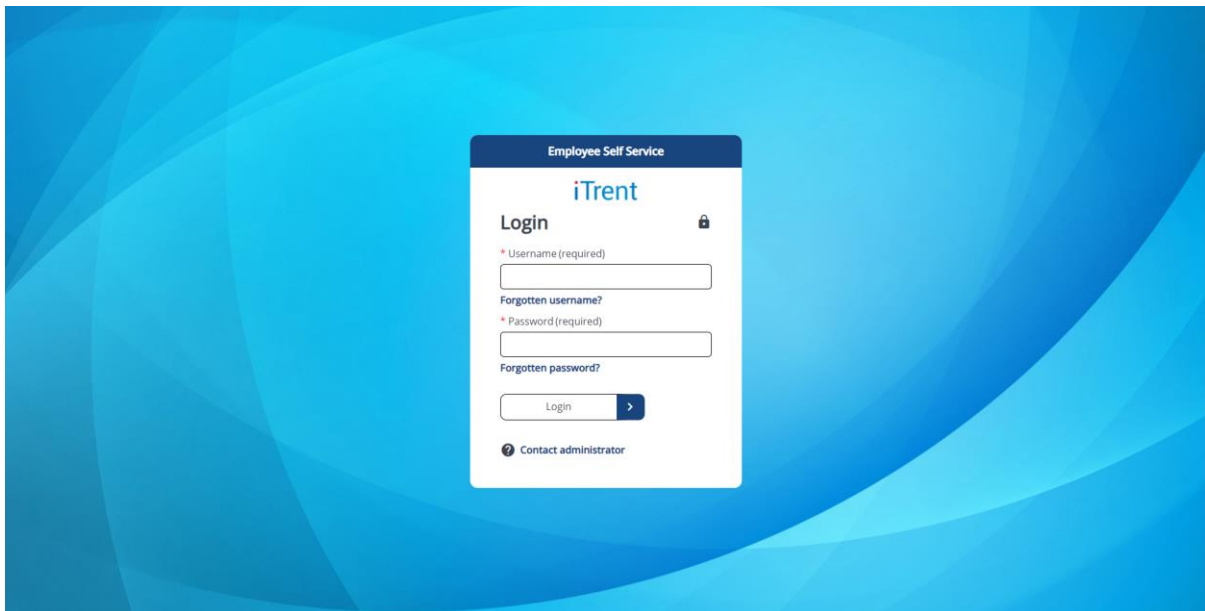 Employee Self Service
iTrent
Login
* Username (required)
Forgotten username?
* Password (required)
Forgotten password?
Login
Contact administrator